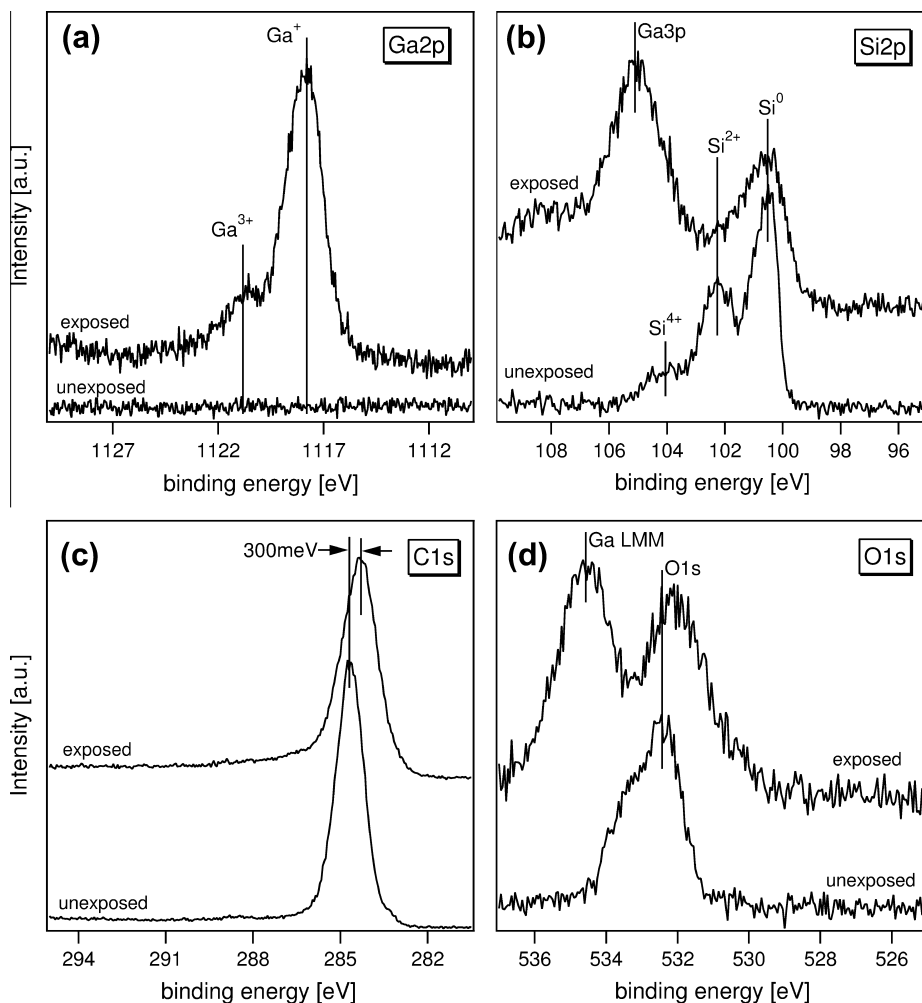 (a)
Ga⁺
Ga2p
Ga³⁺
exposed
unexposed
Intensity [a.u.]
1127 1122 1117 1112
binding energy [eV]
(b)
Ga3p
Si2p
Si⁰
Si²⁺
exposed
Si⁴⁺
unexposed
108 106 104 102 100 98 96
binding energy [eV]
(c)
300meV
C1s
exposed
unexposed
Intensity [a.u.]
294 291 288 285 282
binding energy [eV]
(d)
Ga LMM
O1s
O1s
exposed
unexposed
536 534 532 530 528 526
binding energy [eV]